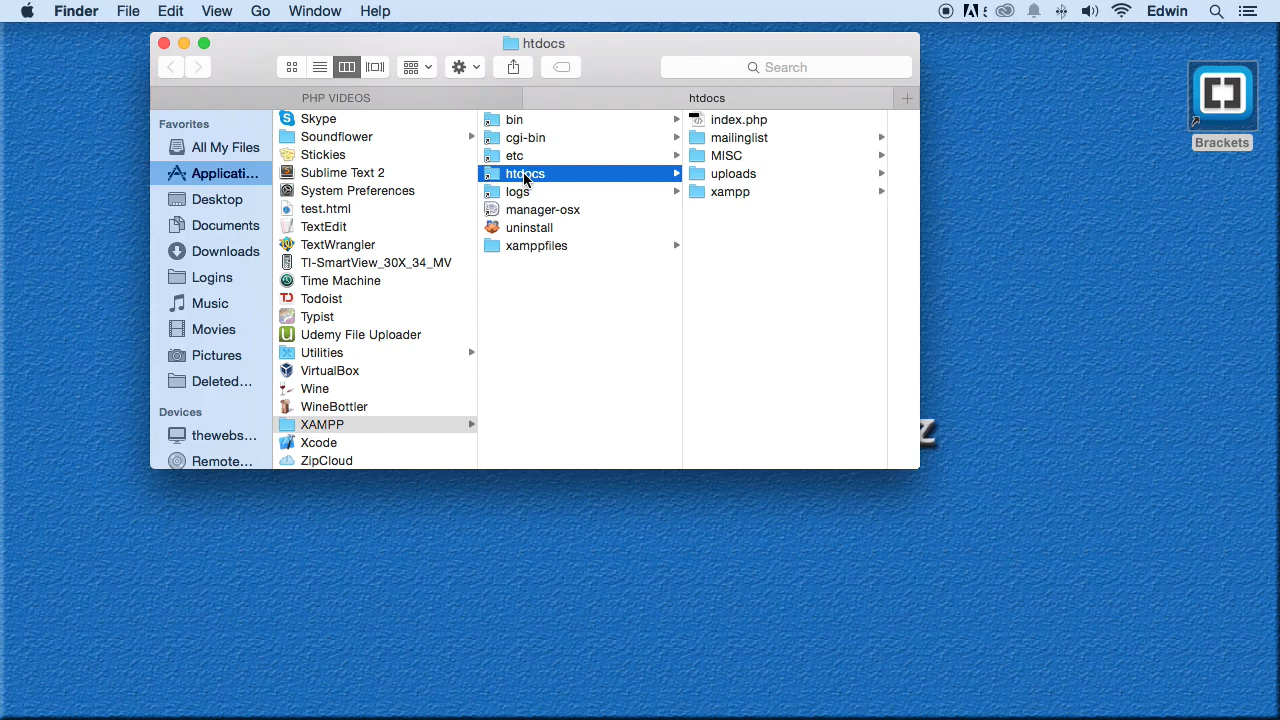 Finder File Edit View Go Window Help 5 Edwin
htdocs
Search
PHP VIDEOS htdocs
Favorites
All My Files
Applicati...
Desktop
Documents
Downloads
Logins
Music
Movies
Pictures
Deleted...
Devices
thewebs...
Remote...
Skype
Soundflower
Stickies
Sublime Text 2
System Preferences
test.html
TextEdit
TextWrangler
TI-SmartView_30X_34_MV
Time Machine
Todoist
Typist
Udemy File Uploader
Utilities
VirtualBox
Wine
WineBottler
XAMPP
Xcode
ZipCloud
bin
cgi-bin
etc
htdocs
logs
manager-osx
uninstall
xamppfiles
index.php
mailinglist
MISC
uploads
xampp
Brackets
z